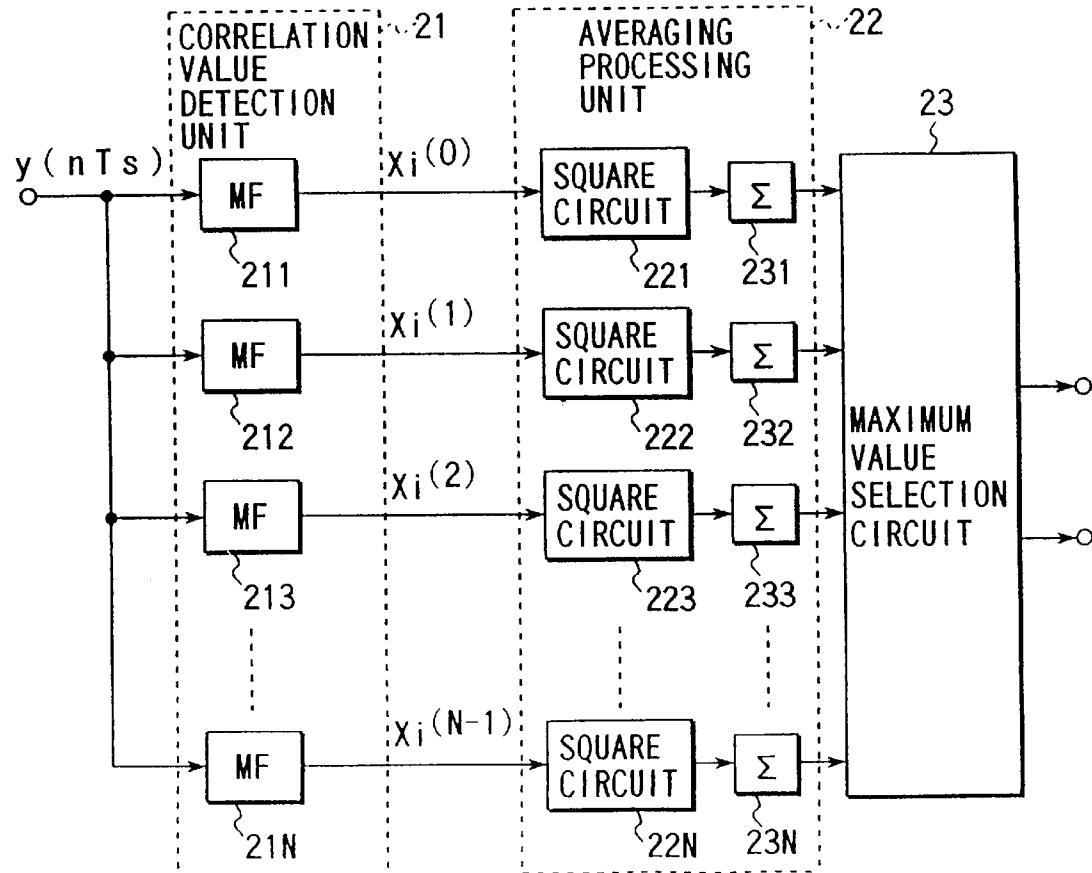 CORRELATION
VALUE
DETECTION
UNIT
21
AVERAGING
PROCESSING
UNIT
22
23
y(nTs)
MF
211
Xi(0)
SQUARE
CIRCUIT
221
Σ
231
MF
212
Xi(1)
SQUARE
CIRCUIT
222
Σ
232
MF
213
Xi(2)
SQUARE
CIRCUIT
223
Σ
233
MF
21N
Xi(N-1)
SQUARE
CIRCUIT
22N
Σ
23N
MAXIMUM
VALUE
SELECTION
CIRCUIT